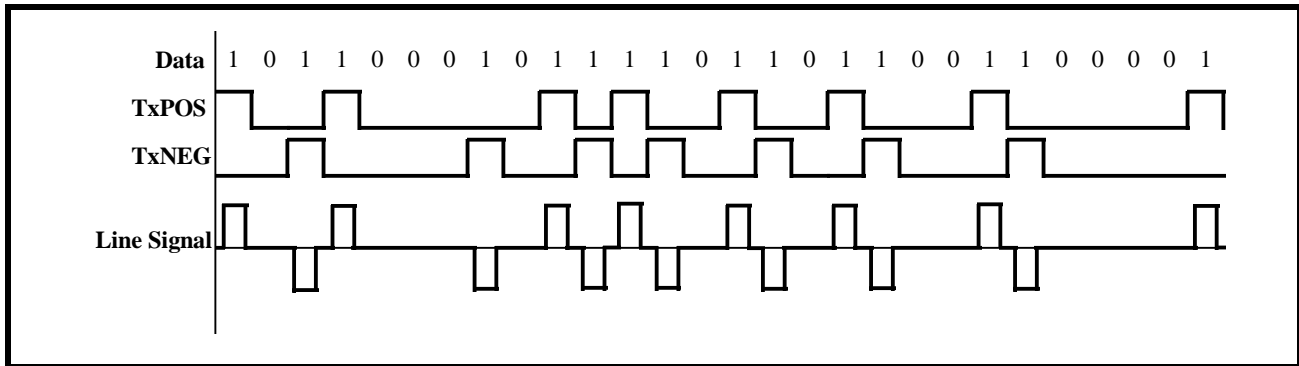 Data 1 0 1 1 0 0 0 1 0 1 1 1 1 0 1 1 0 1 1 0 0 1 1 0 0 0 0 1
TxPOS
TxNEG
Line Signal